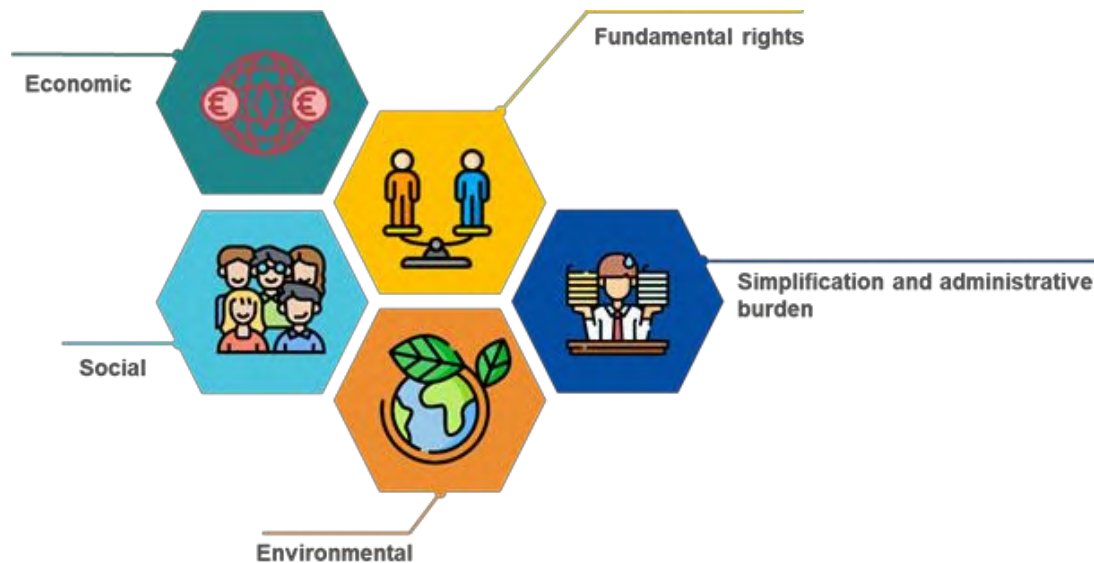 Fundamental rights
Economic
€ €
Simplification and administrative
burden
Social
Environmental